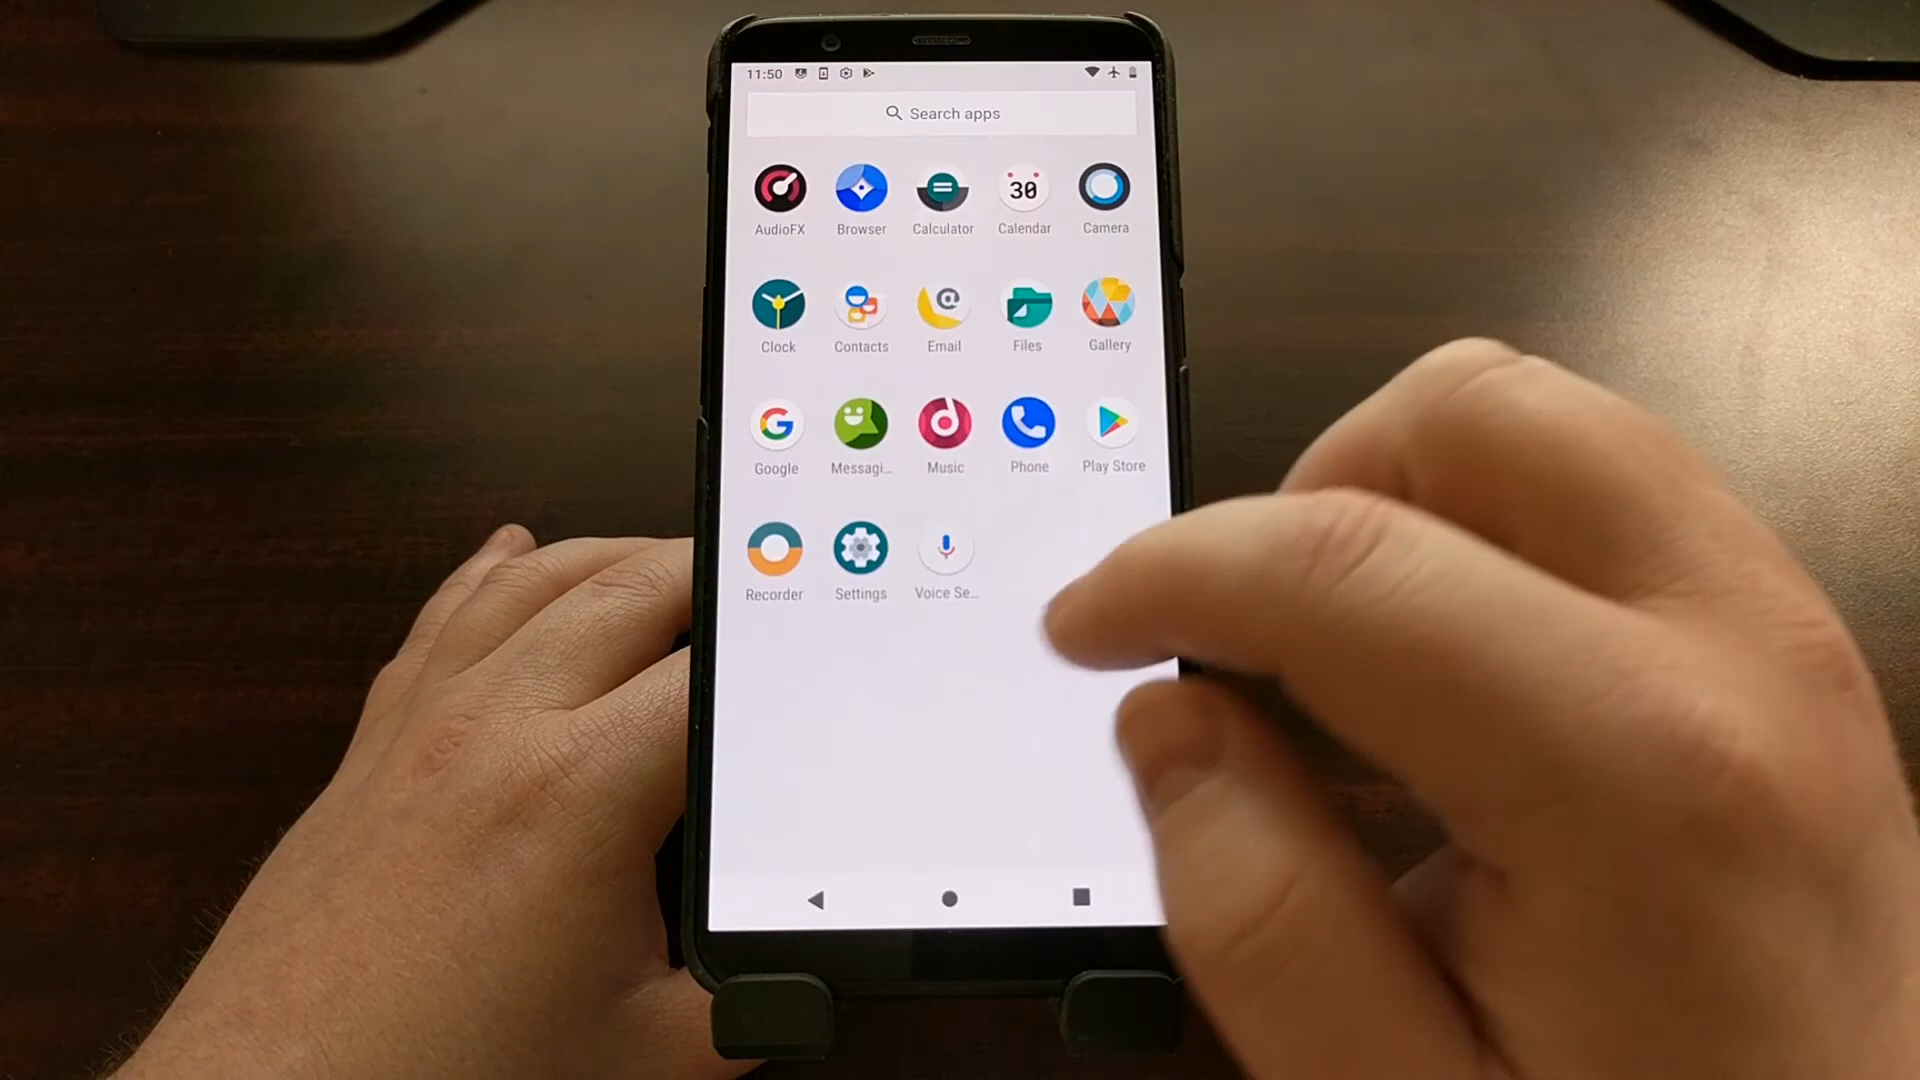 11:50
Search apps
AudioFX Browser Calculator Calendar Camera
30
Clock Contacts Email Files Gallery
Google Messagi... Music Phone Play Store
Recorder Settings Voice Se...